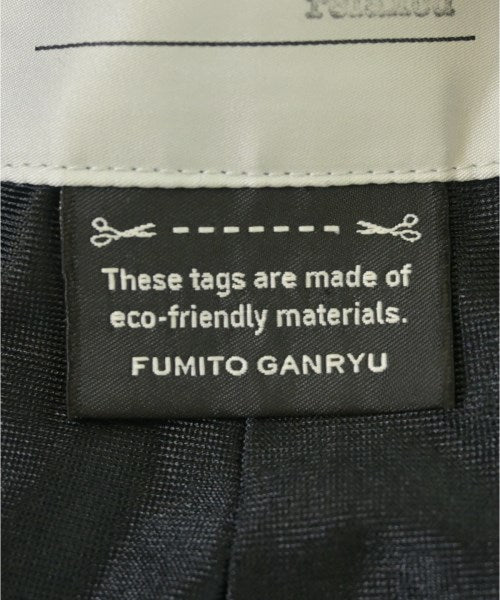 These tags are made of
eco-friendly materials.
FUMITO GANRYU